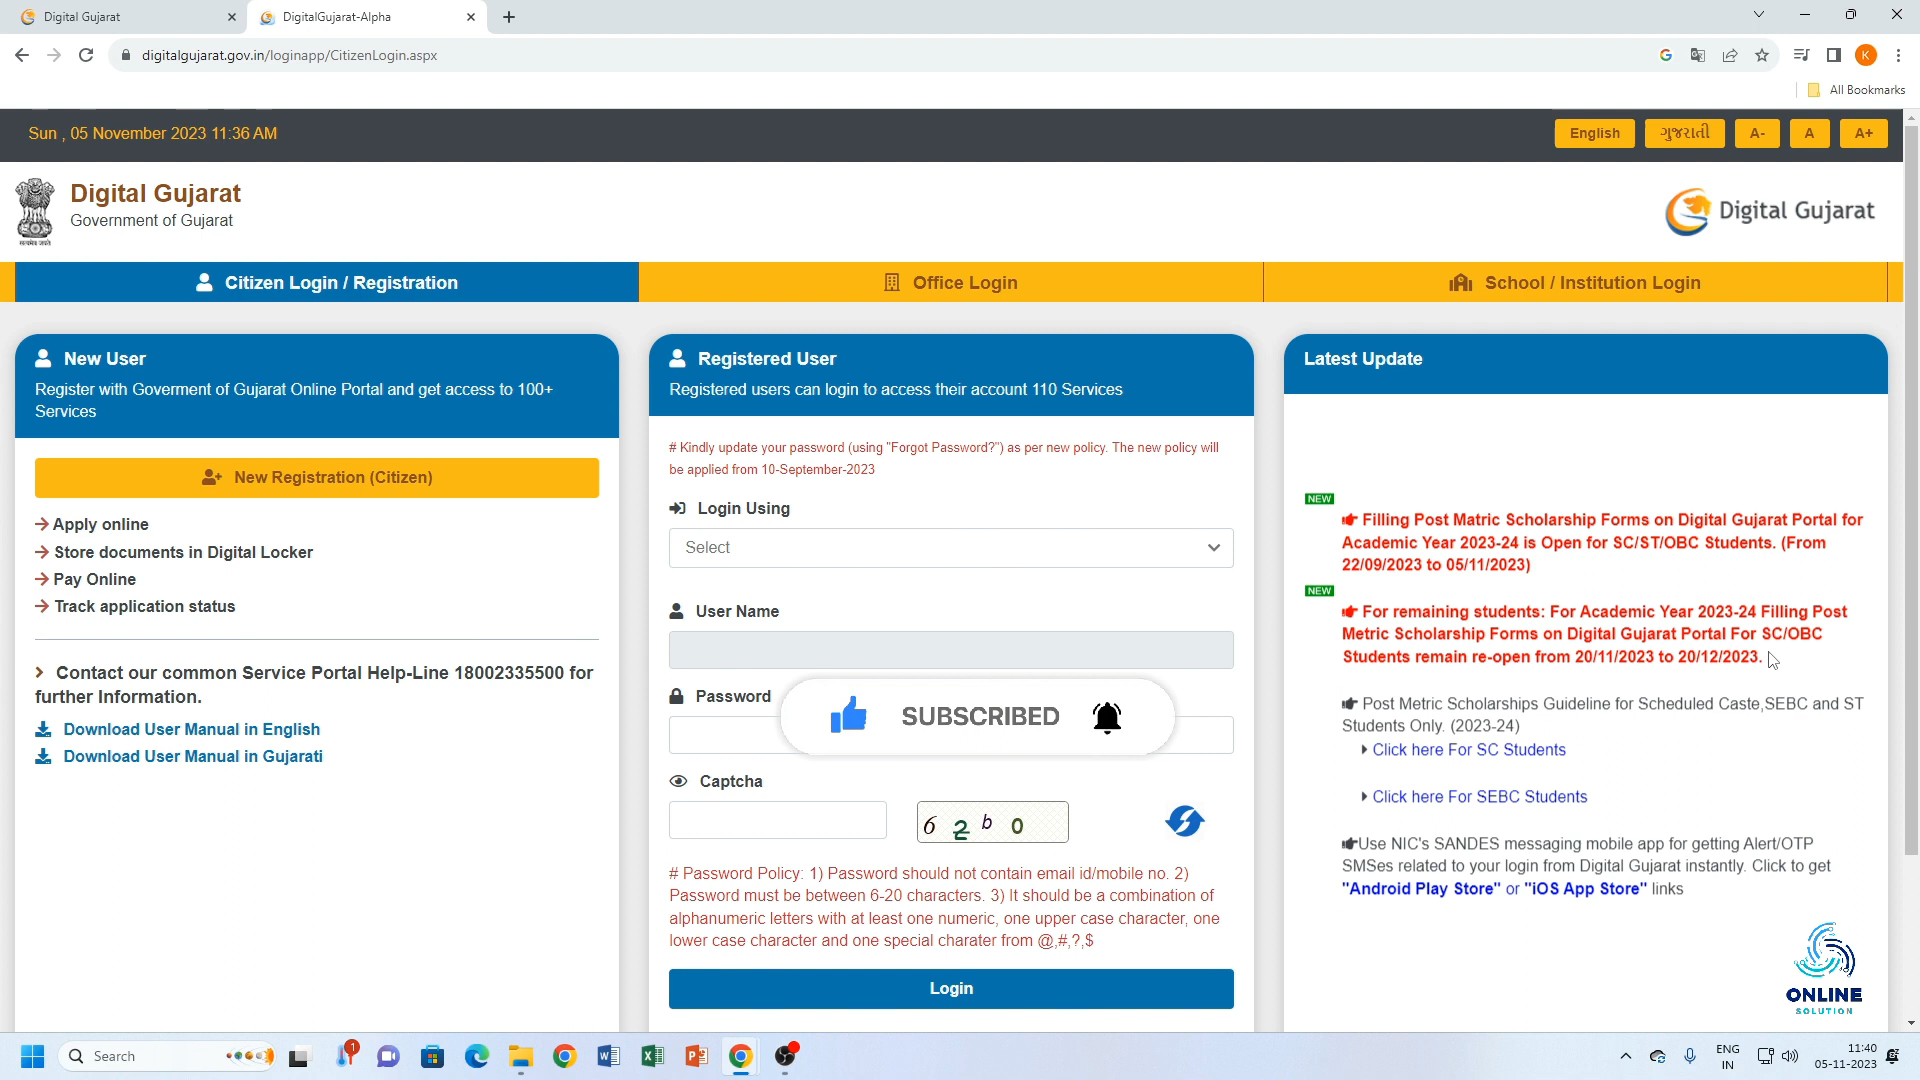 Digital Gujarat
DigitalGujarat-Alpha
digitalgujarat.gov.in/loginapp/CitizenLogin.aspx
K
All Bookmarks
Sun , 05 November 2023 11:36 AM
English
ગુજરાતી
A-
A
A+
Digital Gujarat
Government of Gujarat
सत्यमेव जयते
Digital Gujarat
Citizen Login / Registration
Office Login
School / Institution Login
New User
Register with Goverment of Gujarat Online Portal and get access to 100+
Services
New Registration (Citizen)
Apply online
Store documents in Digital Locker
Pay Online
Track application status
Contact our common Service Portal Help-Line 18002335500 for
further Information.
Download User Manual in English
Download User Manual in Gujarati
Registered User
Registered users can login to access their account 110 Services
# Kindly update your password (using "Forgot Password?") as per new policy. The new policy will
be applied from 10-September-2023
Login Using
Select
User Name
Password
SUBSCRIBED
Captcha
6 2 b 0
# Password Policy: 1) Password should not contain email id/mobile no. 2)
Password must be between 6-20 characters. 3) It should be a combination of
alphanumeric letters with at least one numeric, one upper case character, one
lower case character and one special charater from @,#,?,$
Login
Latest Update
NEW
Filling Post Matric Scholarship Forms on Digital Gujarat Portal for
Academic Year 2023-24 is Open for SC/ST/OBC Students. (From
22/09/2023 to 05/11/2023)
NEW
For remaining students: For Academic Year 2023-24 Filling Post
Metric Scholarship Forms on Digital Gujarat Portal For SC/OBC
Students remain re-open from 20/11/2023 to 20/12/2023.
Post Metric Scholarships Guideline for Scheduled Caste,SEBC and ST
Students Only. (2023-24)
Click here For SC Students
Click here For SEBC Students
Use NIC's SANDES messaging mobile app for getting Alert/OTP
SMSes related to your login from Digital Gujarat instantly. Click to get
"Android Play Store" or "iOS App Store" links
ONLINE
SOLUTION
Search
1
ENG
IN
11:40
05-11-2023